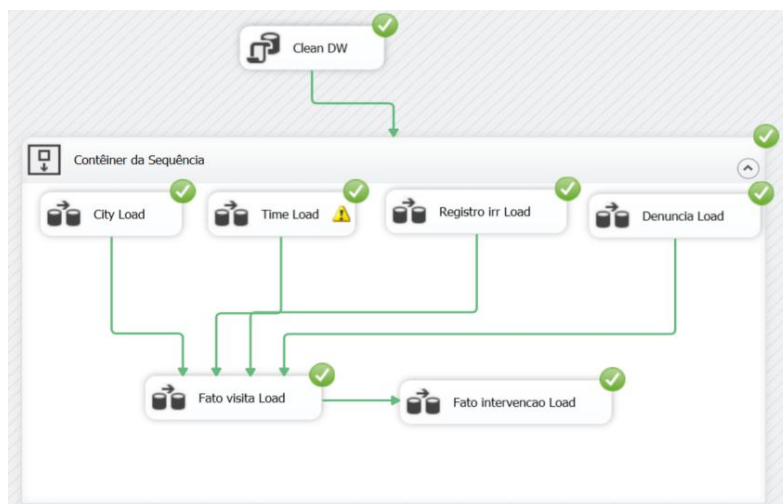 Clean DW
Contêiner da Sequência
City Load
Time Load
Registro irr Load
Denuncia Load
Fato visita Load
Fato intervencao Load